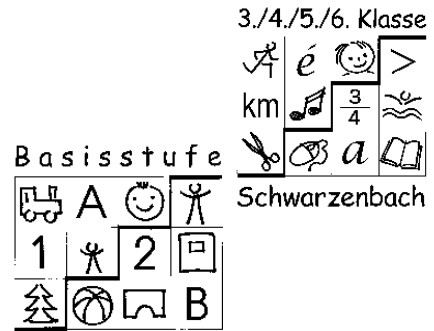 3./4./5./6. Klasse
é >
km 3/4
a
Schwarzenbach
Basisstufe
A
1 2
B